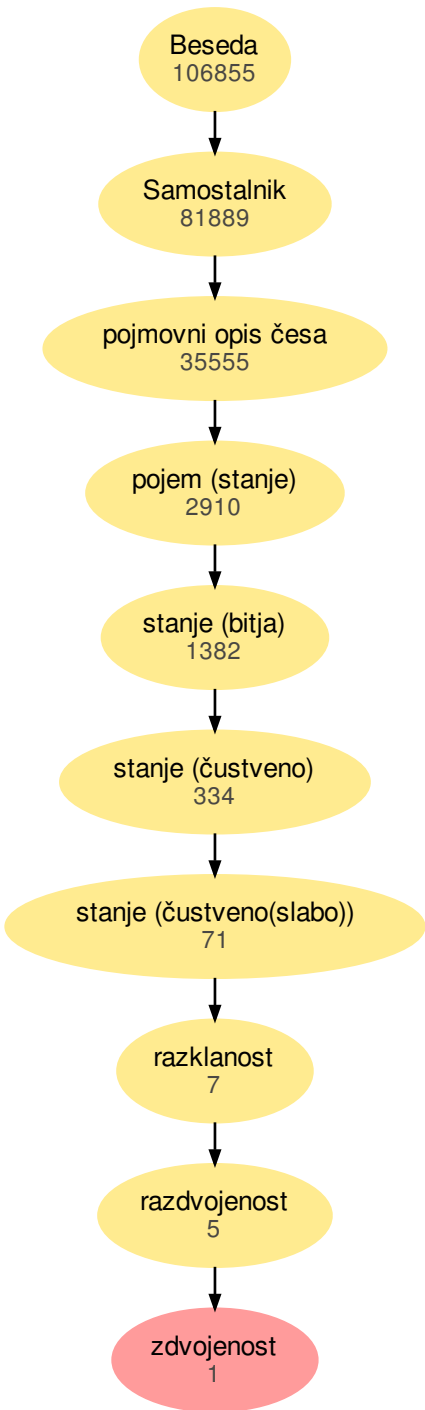 Beseda
106855
Samostalnik
81889
pojmovni opis česa
35555
pojem (stanje)
2910
stanje (bitja)
1382
stanje (čustveno)
334
stanje (čustveno(slabo))
71
razklanost
7
razdvojenost
5
zdvojenost
1